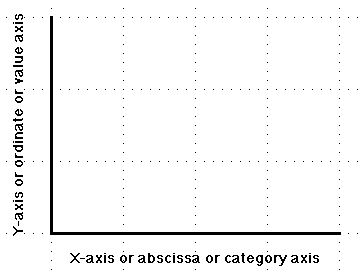 Y-axis or ordinate or value axis
X-axis or abscissa or category axis